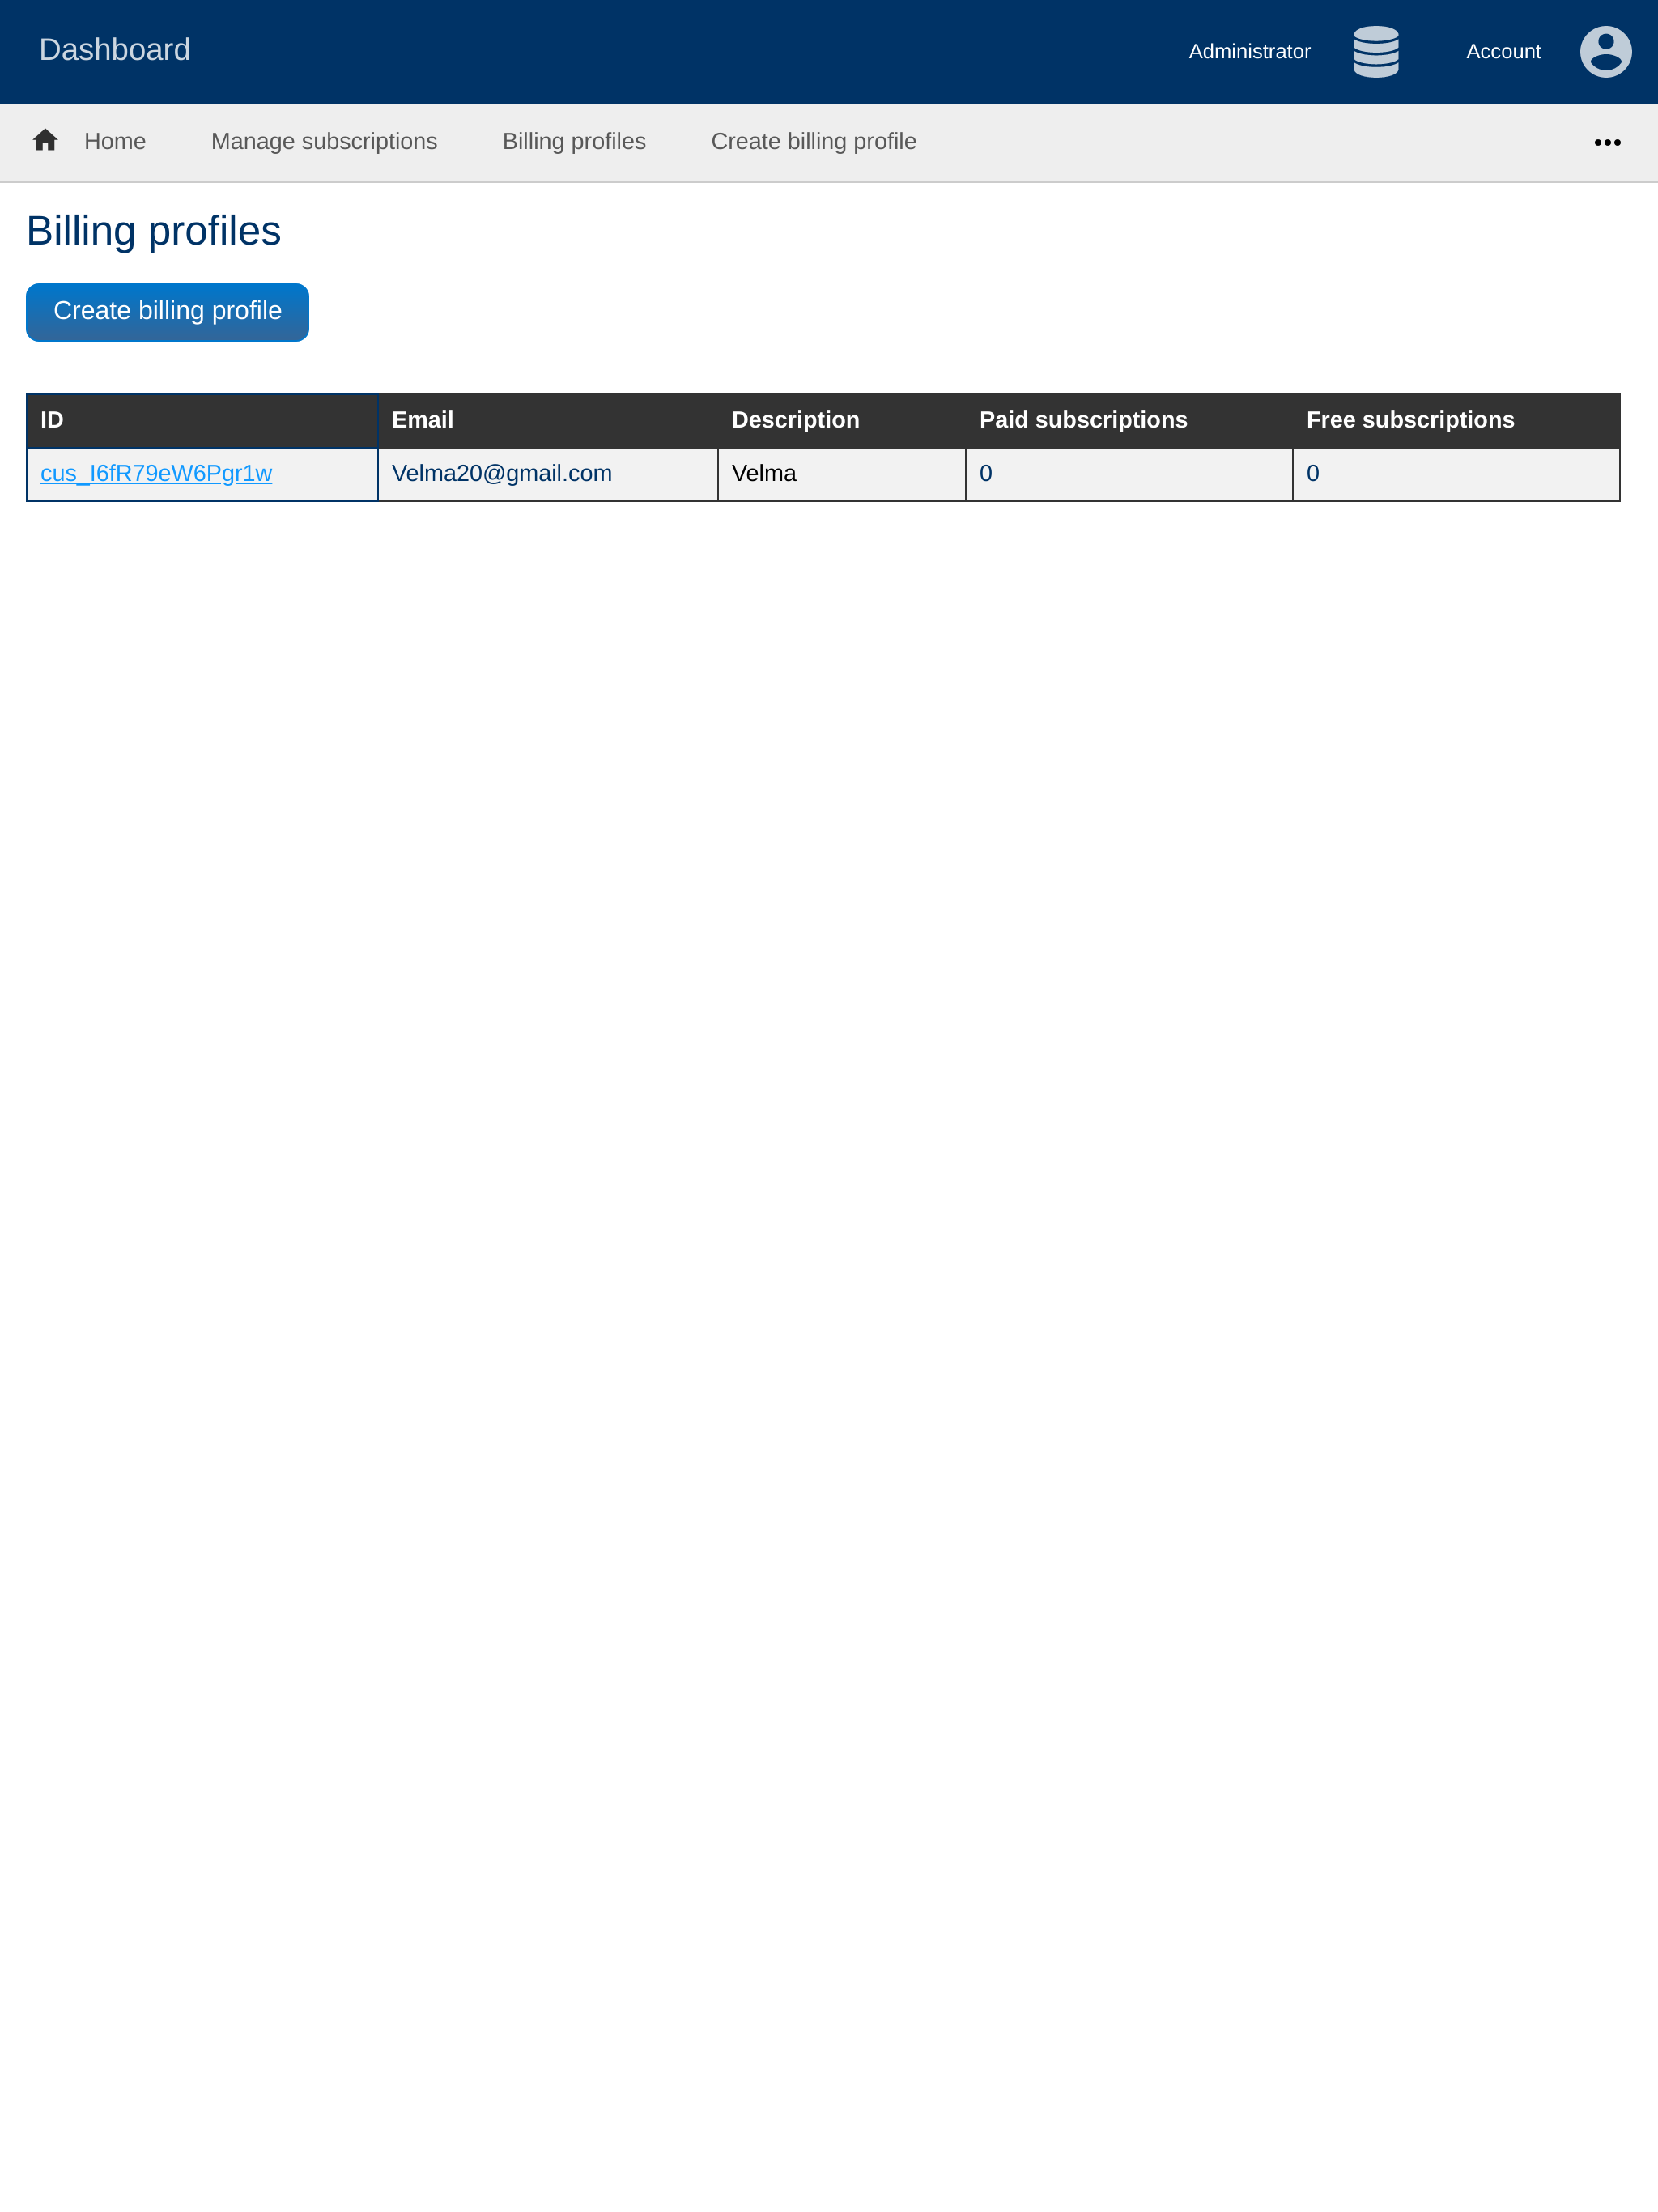 Dashboard Administrator Account
Home Manage subscriptions Billing profiles Create billing profile
Billing profiles
Create billing profile
ID Email Description Paid subscriptions Free subscriptions
cus_I6fR79eW6Pgr1w Velma20@gmail.com Velma 0 0